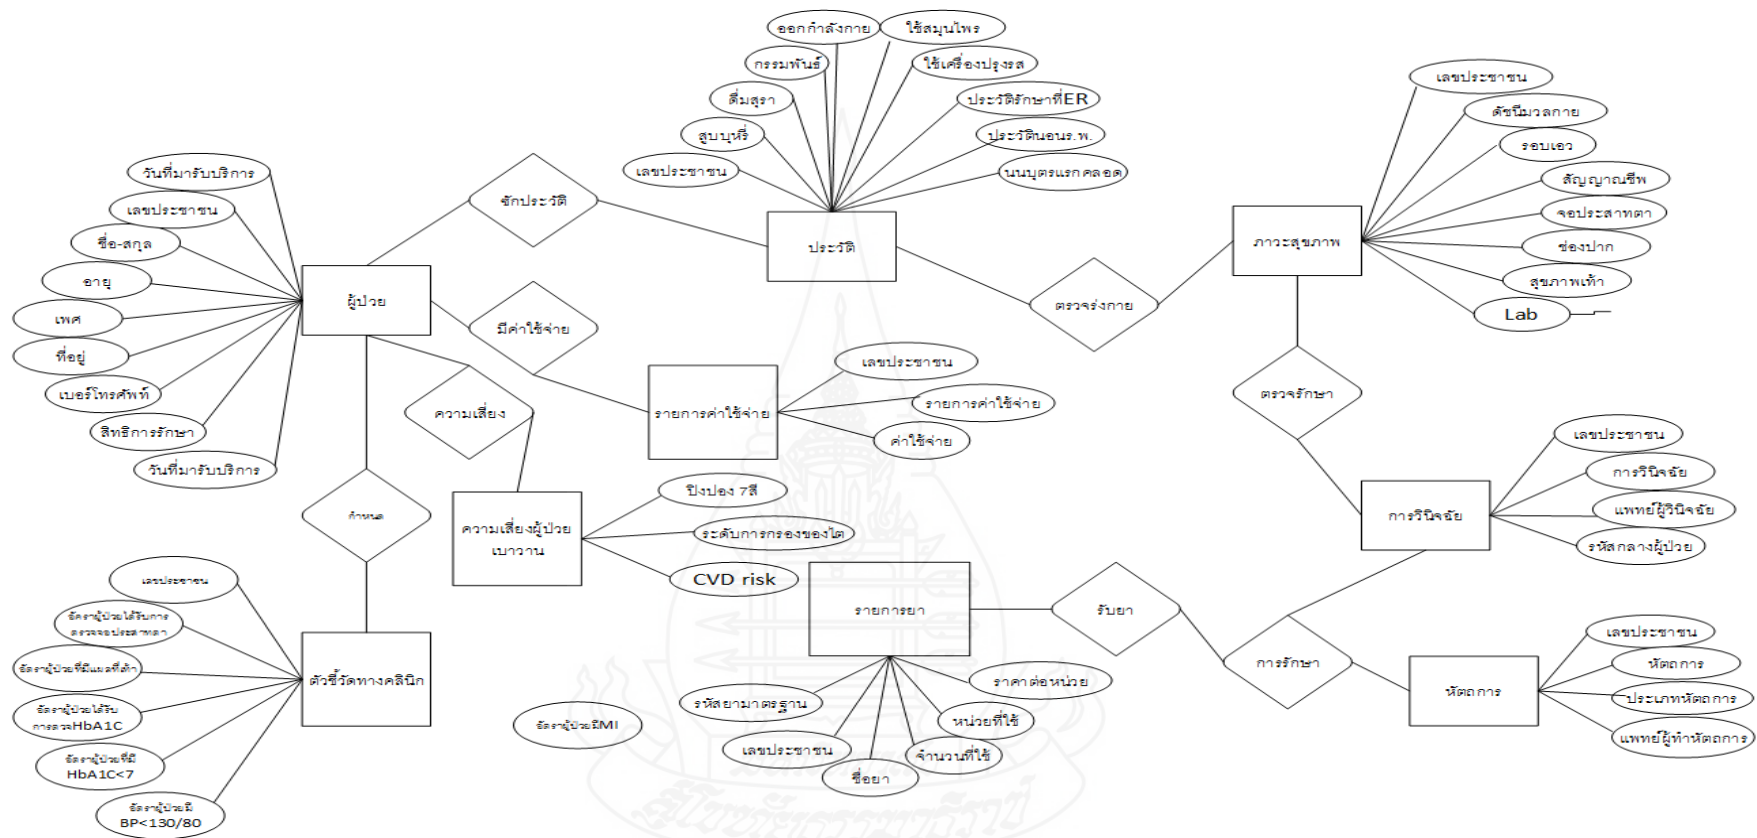 ออกกำลังกาย
ใช้สมุนไพร
กรรมพันธุ์
ใช้เครื่องปรุงรส
ดื่มสุรา
ประวัติรักษาที่ER
สูบบุหรี่
ประวัตินอนร.พ.
เลขประชาชน
นนบุตรแรกคลอด
ประวัติ
ซักประวัติ
วันที่มารับบริการ
เลขประชาชน
ชื่อ-สกุล
อายุ
เพศ
ที่อยู่
เบอร์โทรศัพท์
สิทธิการรักษา
วันที่มารับบริการ
ผู้ป่วย
มีค่าใช้จ่าย
รายการค่าใช้จ่าย
เลขประชาชน
รายการค่าใช้จ่าย
ค่าใช้จ่าย
ความเสี่ยง
ความเสี่ยงผู้ป่วย
เบาวาน
ปิงปอง 7สี
ระดับการกรองของไต
CVD risk
กำหนด
ตัวชี้วัดทางคลินิก
เลขประชาชน
อัตราผู้ป่วยได้รับการ
ตรวจจอประสาทตา
อัตราผู้ป่วยที่มีแผลที่เท้า
อัตราผู้ป่วยได้รับ
การตรวจHbA1C
อัตราผู้ป่วยที่มี
HbA1C<7
อัตราผู้ป่วยมี
BP<130/80
อัตราผู้ป่วยมีMI
ตรวจร่งกาย
ภาวะสุขภาพ
เลขประชาชน
ดัชนีมวลกาย
รอบเอว
สัญญาณชีพ
จอประสาทตา
ช่องปาก
สุขภาพเท้า
Lab
ตรวจรักษา
การวินิจฉัย
เลขประชาชน
การวินิจฉัย
แพทย์ผู้วินิจฉัย
รหัสกลางผู้ป่วย
การรักษา
หัตถการ
เลขประชาชน
หัตถการ
ประเภทหัตถการ
แพทย์ผู้ทำหัตถการ
รับยา
รายการยา
รหัสยามาตรฐาน
เลขประชาชน
ชื่อยา
จำนวนที่ใช้
หน่วยที่ใช้
ราคาต่อหน่วย